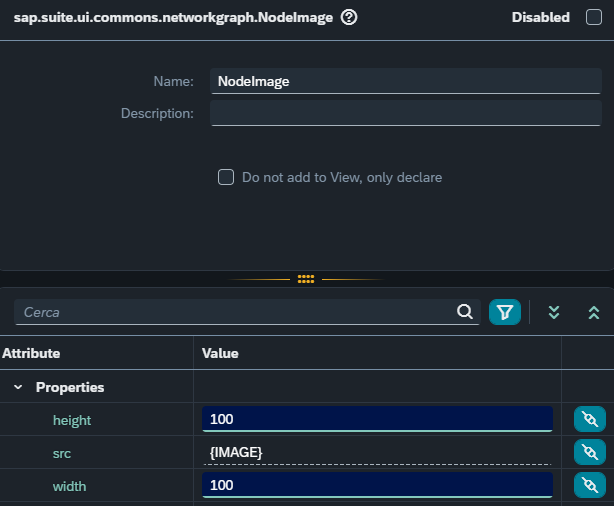 sap.suite.ui.commons.networkgraph.NodeImage ? Disabled
Name: NodeImage
Description:
Do not add to View, only declare
Cerca
Attribute Value
Properties
height 100
src {IMAGE}
width 100